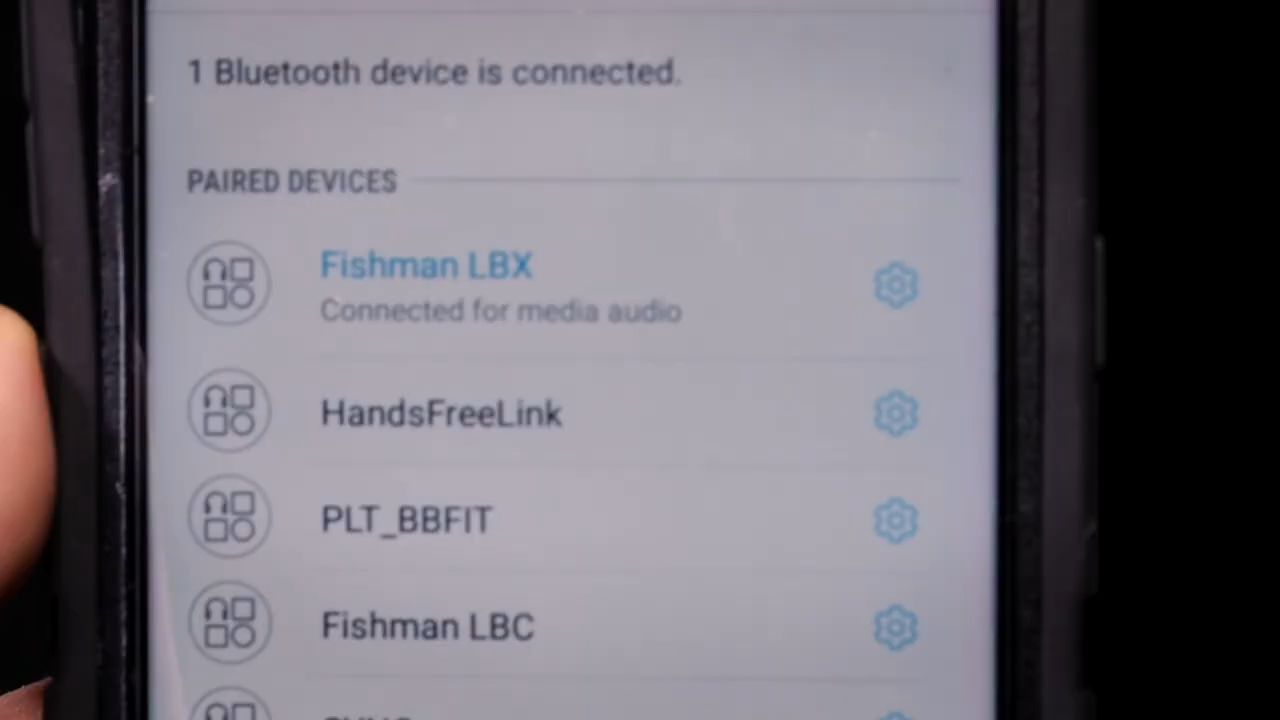 1 Bluetooth device is connected.
PAIRED DEVICES
Fishman LBX
Connected for media audio
HandsFreeLink
PLT_BBFIT
Fishman LBC